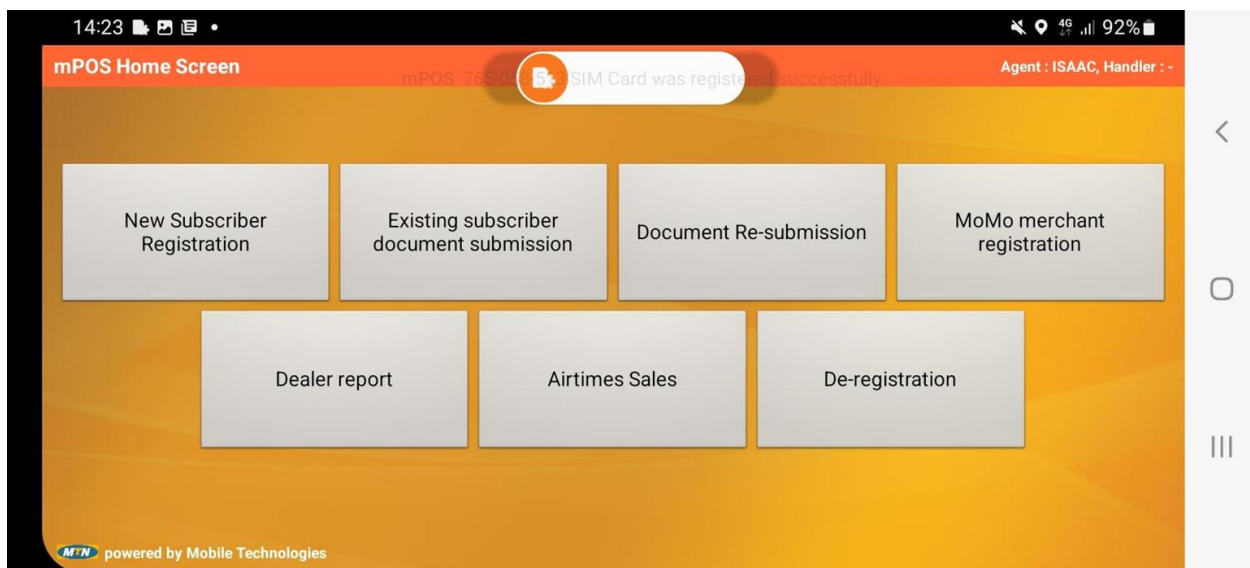 14:23
4G 92%
mPOS Home Screen
mPOS SIM Card was registered successfully.
Agent : ISAAC, Handler : -
New Subscriber
Registration
Existing subscriber
document submission
Document Re-submission
MoMo merchant
registration
Dealer report
Airtimes Sales
De-registration
MTN powered by Mobile Technologies